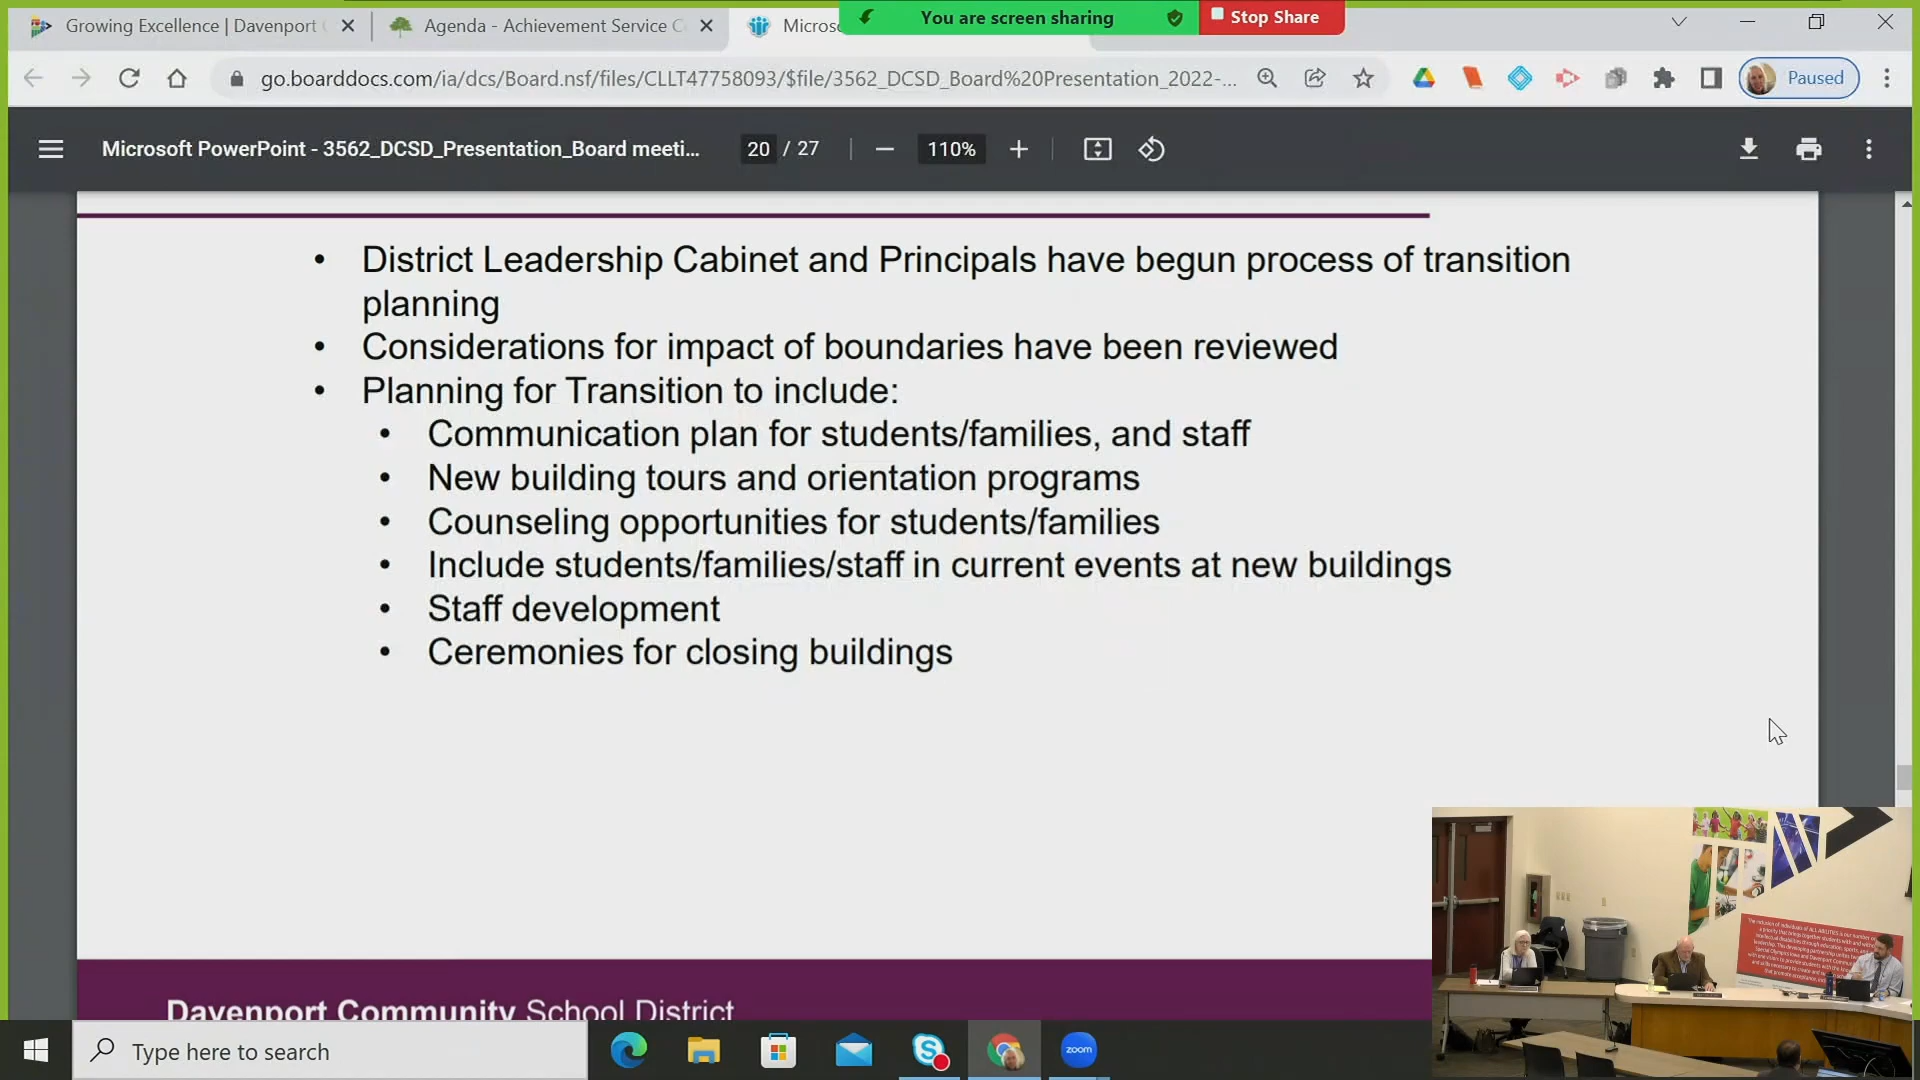 Growing Excellence | Davenport
Agenda - Achievement Service C
Micros
You are screen sharing
Stop Share
go.boarddocs.com/ia/dcs/Board.nsf/files/CLLT47758093/$file/3562_DCSD_Board%20Presentation_2022-...
Paused
Microsoft PowerPoint - 3562_DCSD_Presentation_Board meeti...
20 / 27
110%
• District Leadership Cabinet and Principals have begun process of transition
planning
• Considerations for impact of boundaries have been reviewed
• Planning for Transition to include:
• Communication plan for students/families, and staff
• New building tours and orientation programs
• Counseling opportunities for students/families
• Include students/families/staff in current events at new buildings
• Staff development
• Ceremonies for closing buildings
Davenport Community School District
Type here to search
zoom